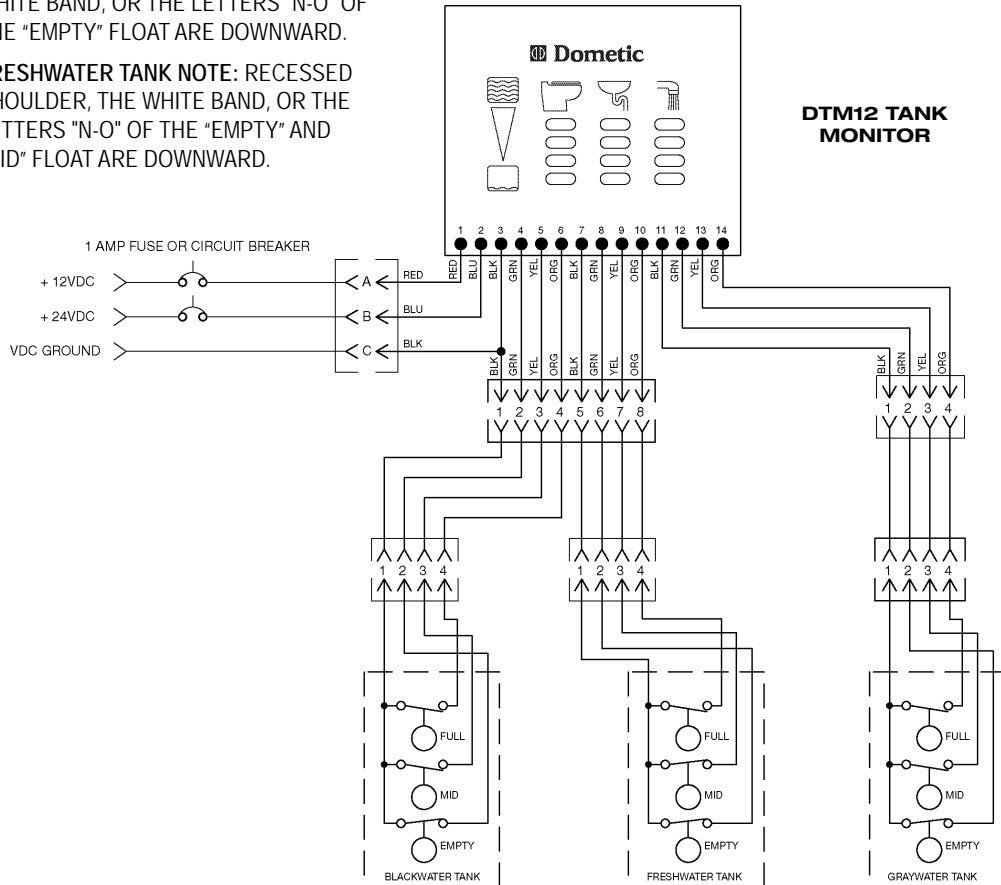 WHITE BAND, OR THE LETTERS "N-O" OF
THE “EMPTY” FLOAT ARE DOWNWARD.
FRESHWATER TANK NOTE: RECESSED
SHOULDER, THE WHITE BAND, OR THE
LETTERS "N-O" OF THE “EMPTY” AND
“MID” FLOAT ARE DOWNWARD.
Dometic
DTM12 TANK
MONITOR
1 2 3 4 5 6 7 8 9 10 11 12 13 14
RED BLU BLK GRN YEL ORG BLK GRN YEL ORG BLK GRN YEL ORG
1 AMP FUSE OR CIRCUIT BREAKER
+ 12VDC A RED
+ 24VDC B BLU
VDC GROUND C BLK
BLK GRN YEL ORG BLK GRN YEL ORG
1 2 3 4 5 6 7 8
BLK GRN YEL ORG
1 2 3 4
1 2 3 4
1 2 3 4
1 2 3 4
FULL FULL FULL
MID MID MID
EMPTY EMPTY EMPTY
BLACKWATER TANK FRESHWATER TANK GRAYWATER TANK